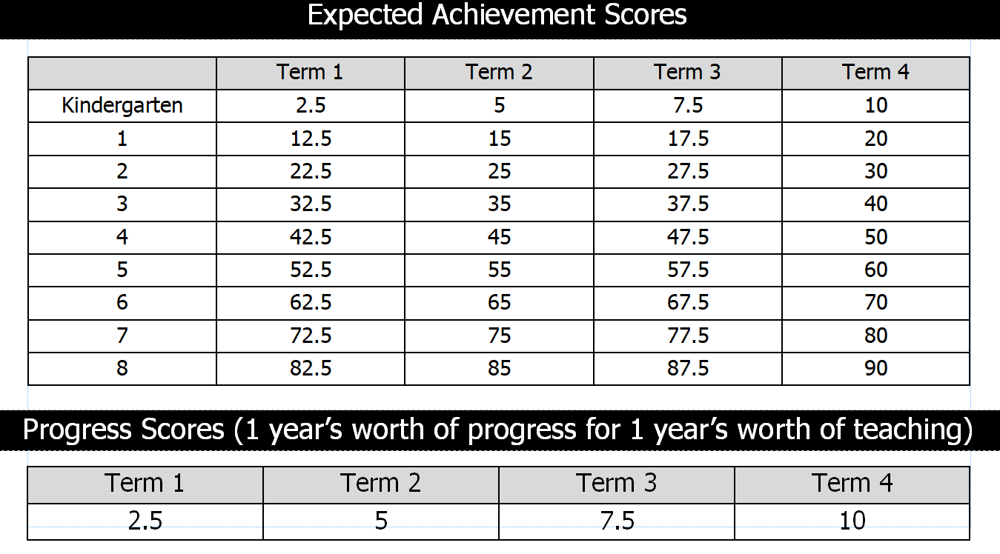 Expected Achievement Scores
Term 1 Term 2 Term 3 Term 4
Kindergarten 2.5 5 7.5 10
1 12.5 15 17.5 20
2 22.5 25 27.5 30
3 32.5 35 37.5 40
4 42.5 45 47.5 50
5 52.5 55 57.5 60
6 62.5 65 67.5 70
7 72.5 75 77.5 80
8 82.5 85 87.5 90
Progress Scores (1 year’s worth of progress for 1 year’s worth of teaching)
Term 1 Term 2 Term 3 Term 4
2.5 5 7.5 10